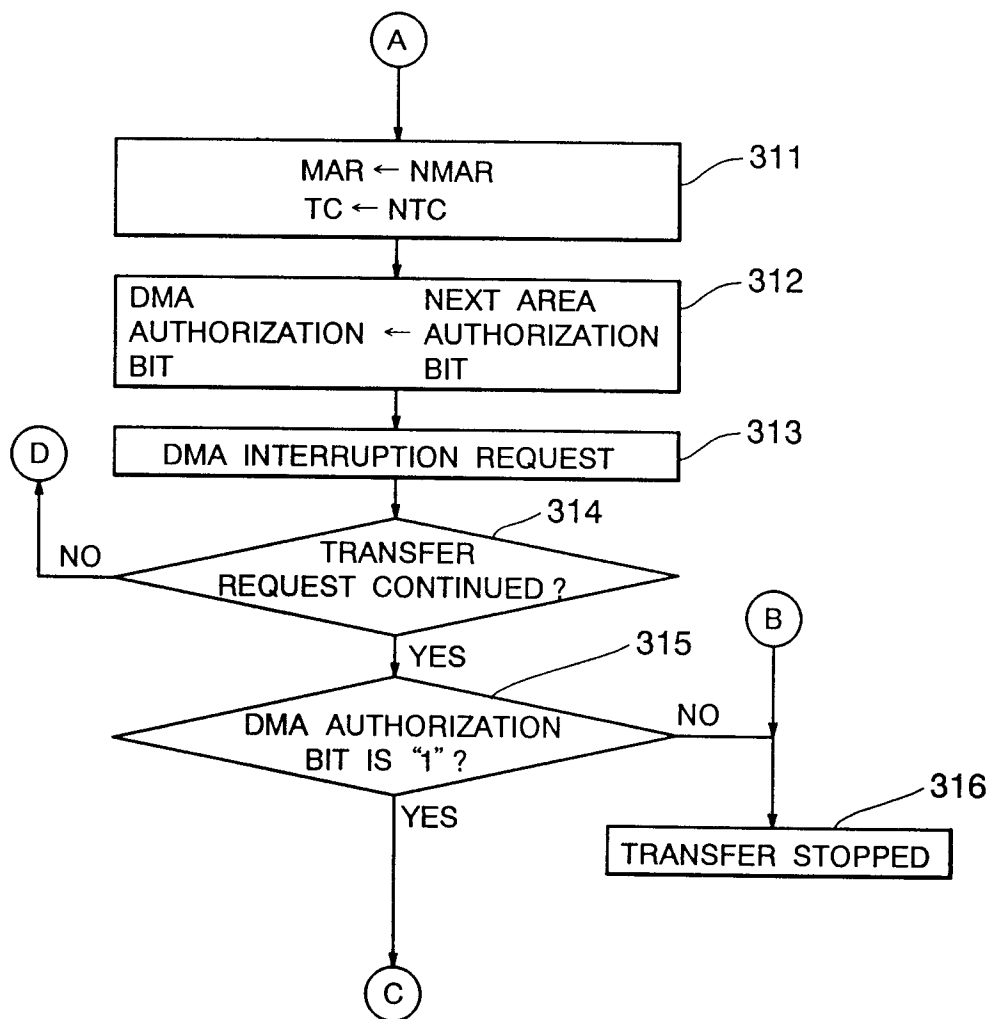 A
MAR ← NMAR
TC ← NTC
311
DMA AUTHORIZATION BIT ← NEXT AREA AUTHORIZATION BIT
312
DMA INTERRUPTION REQUEST
313
D
314
NO
TRANSFER
REQUEST CONTINUED ?
YES
B
315
DMA AUTHORIZATION
BIT IS "1" ?
NO
YES
316
TRANSFER STOPPED
C